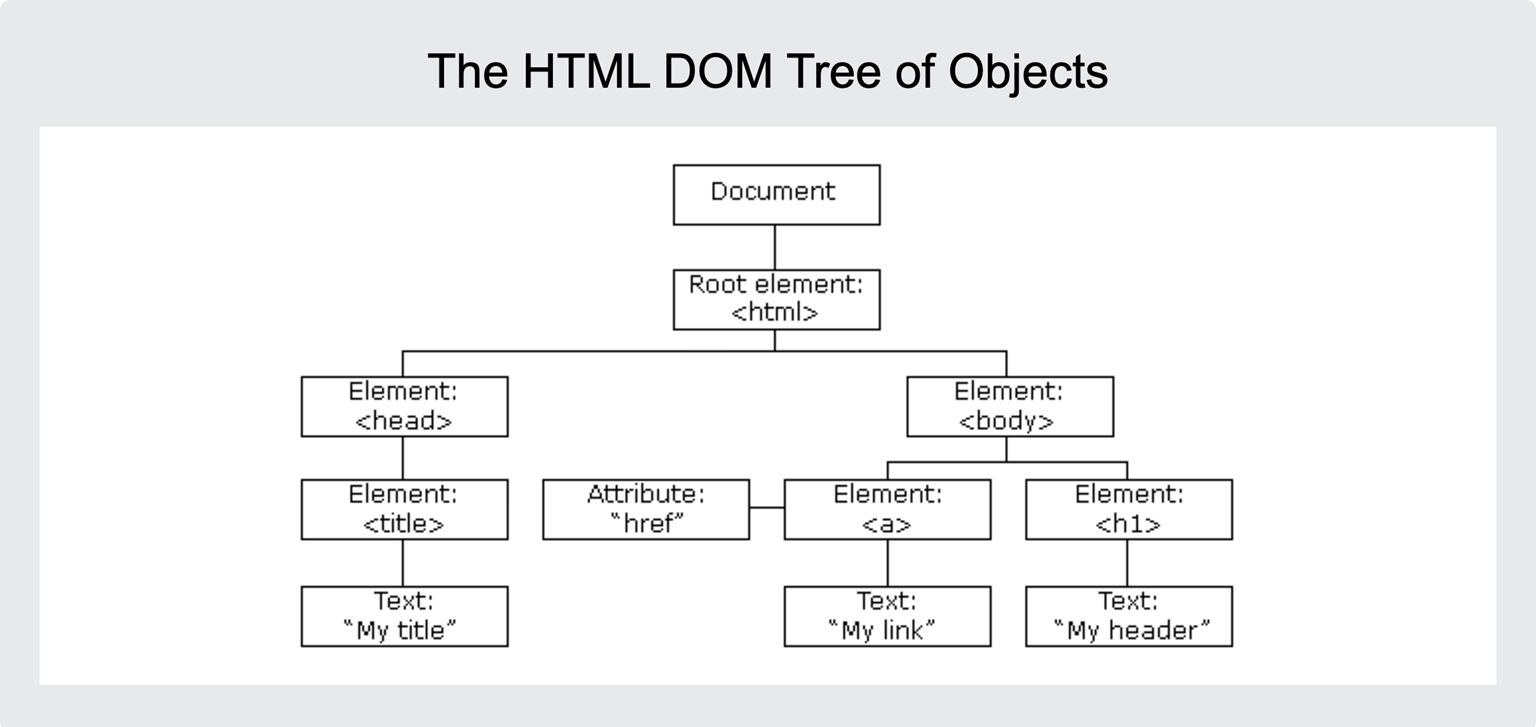 The HTML DOM Tree of Objects
Document
Root element:
<html>
Element:
<head>
Element:
<body>
Element:
<title>
Attribute:
“href”
Element:
<a>
Element:
<h1>
Text:
“My title”
Text:
“My link”
Text:
“My header”